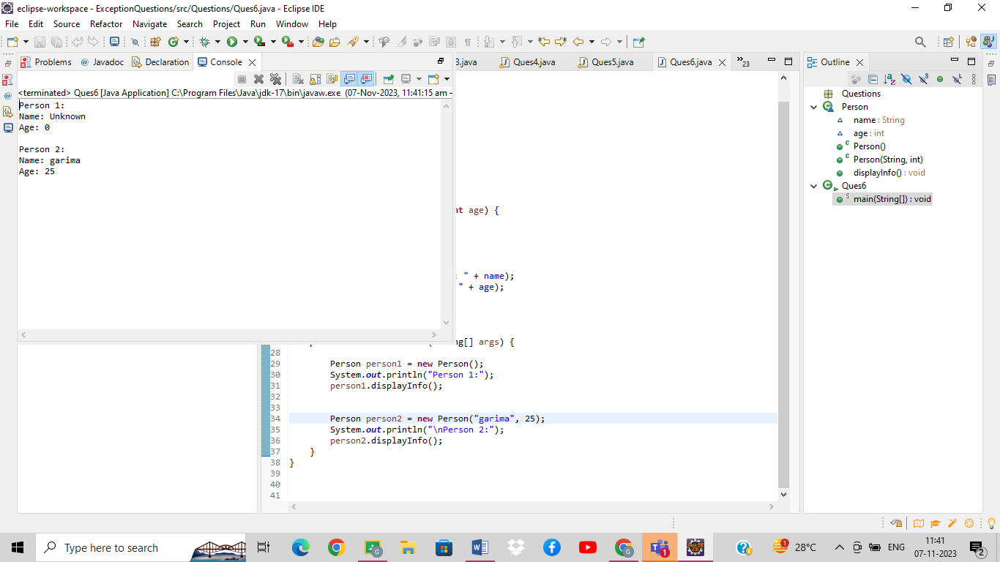 eclipse-workspace - ExceptionQuestions/src/Questions/Ques6.java - Eclipse IDE
File Edit Source Refactor Navigate Search Project Run Window Help
Problems @ Javadoc Declaration Console
<terminated> Ques6 [Java Application] C:\Program Files\Java\jdk-17\bin\javaw.exe (07-Nov-2023, 11:41:15 am –
Person 1:
Name: Unknown
Age: 0
Person 2:
Name: garima
Age: 25
3.java Ques4.java Ques5.java Ques6.java »23
nt age) {
: " + name);
" + age);
ng[] args) {
28
29 Person person1 = new Person();
30 System.out.println("Person 1:");
31 person1.displayInfo();
32
33
34 Person person2 = new Person("garima", 25);
35 System.out.println("\nPerson 2:");
36 person2.displayInfo();
37 }
38 }
39
40
41
Outline
Questions
Person
name : String
age : int
Person()
Person(String, int)
displayInfo() : void
Ques6
main(String[]) : void
Type here to search
28°C
ENG
11:41
07-11-2023